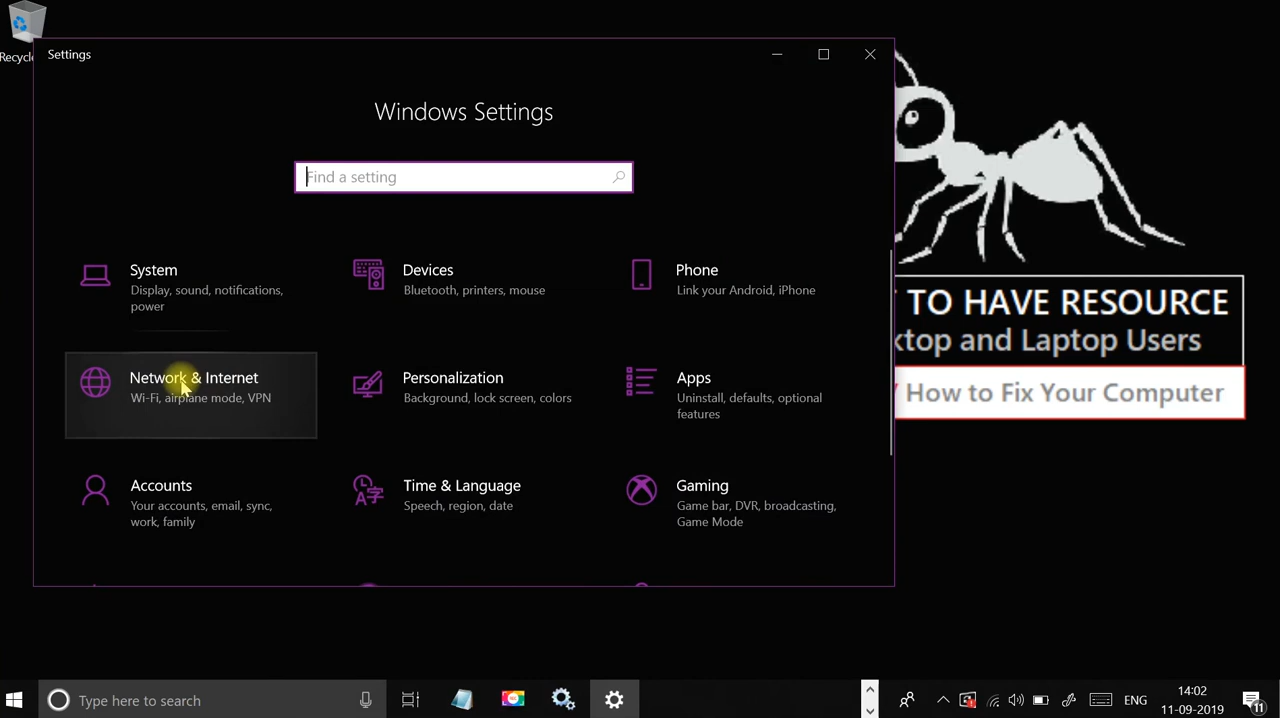 Recycle
Settings
Windows Settings
Find a setting
System
Display, sound, notifications,
power
Devices
Bluetooth, printers, mouse
Phone
Link your Android, iPhone
TO HAVE RESOURCE
ktop and Laptop Users
How to Fix Your Computer
Network & Internet
Wi-Fi, airplane mode, VPN
Personalization
Background, lock screen, colors
Apps
Uninstall, defaults, optional
features
Accounts
Your accounts, email, sync,
work, family
Time & Language
Speech, region, date
Gaming
Game bar, DVR, broadcasting,
Game Mode
Type here to search
ENG
14:02
11-09-2019
11